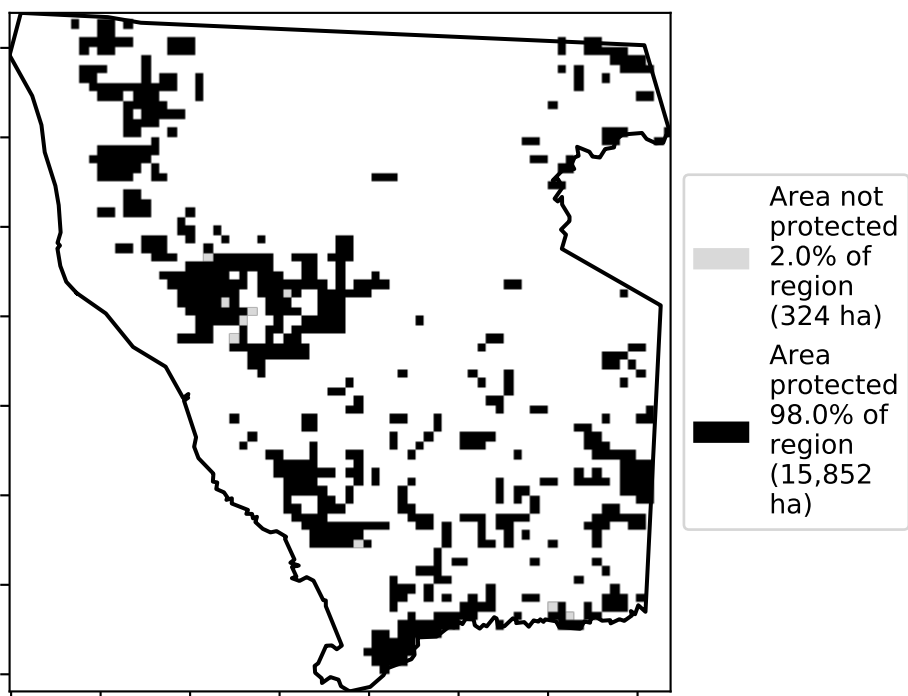 Area not
protected
2.0% of
region
(324 ha)
Area
protected
98.0% of
region
(15,852
ha)